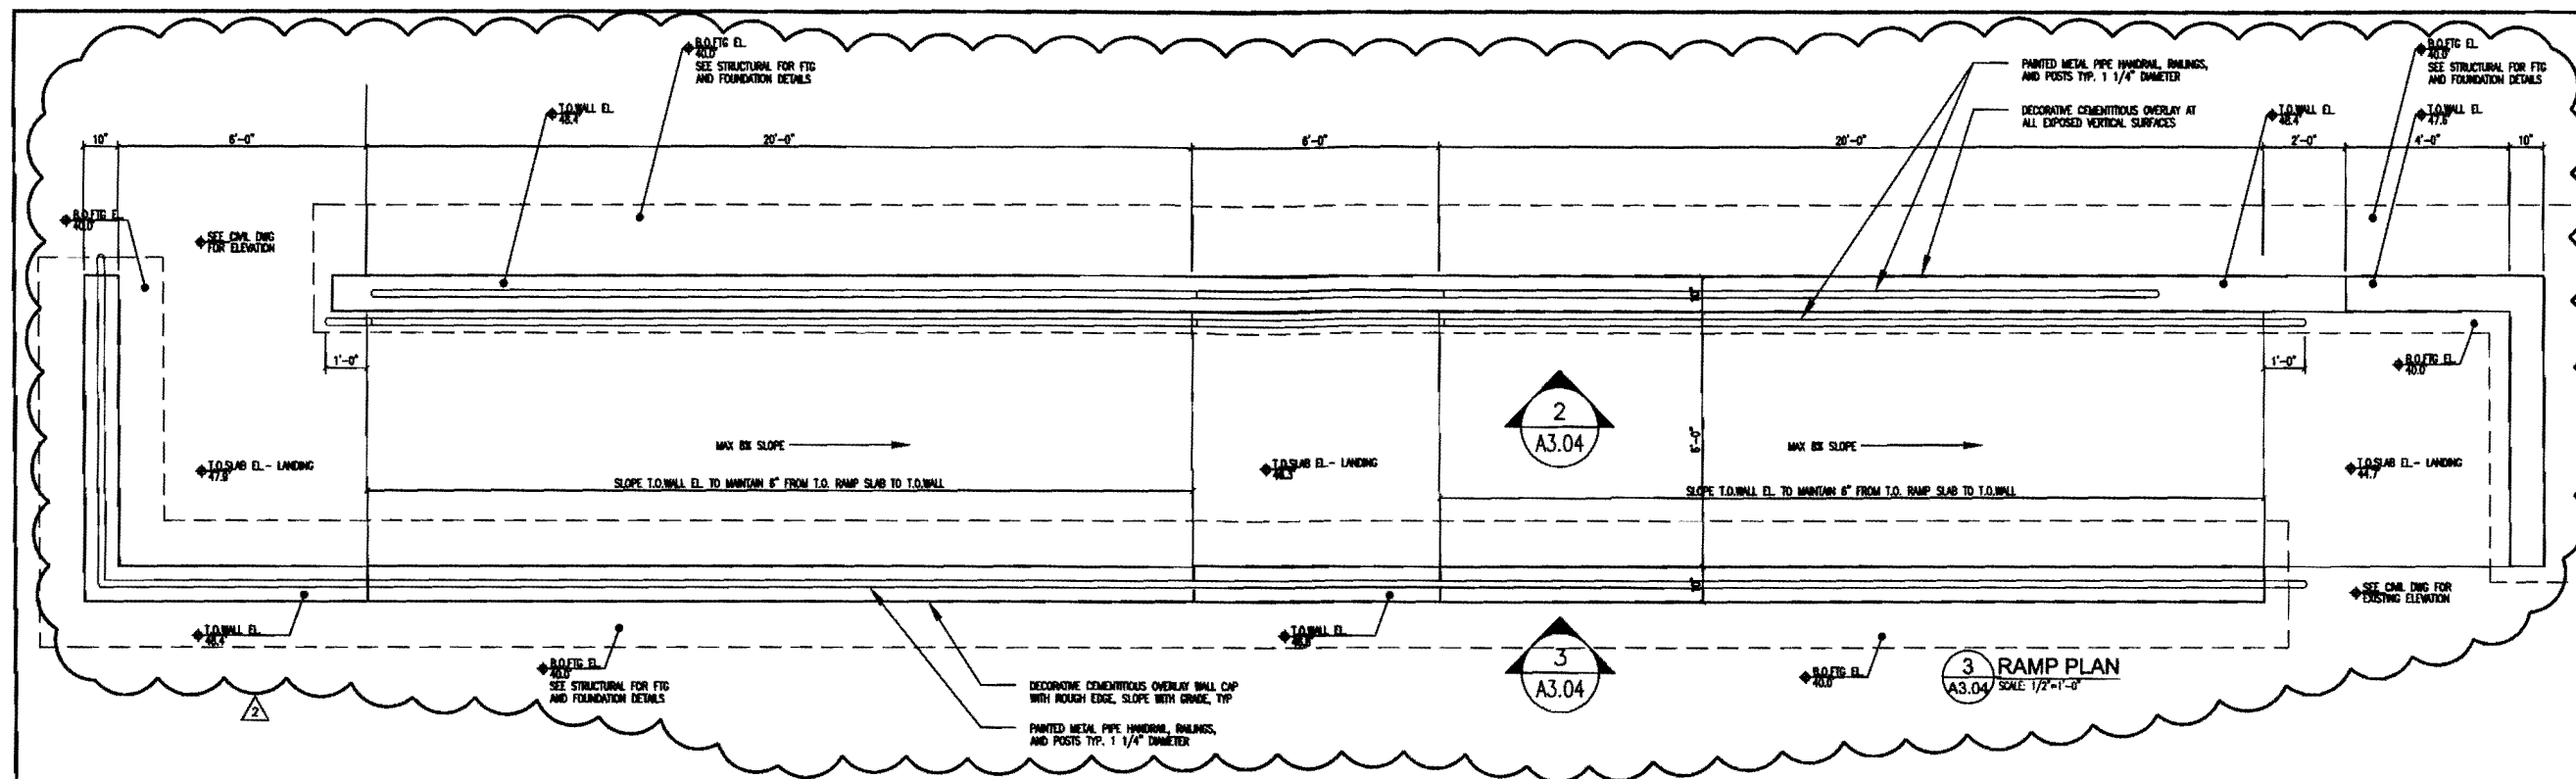 B.O.FTG EL.
40.0'
SEE STRUCTURAL FOR FTG
AND FOUNDATION DETAILS
T.O.WALL EL.
48.4'
PAINTED METAL PIPE HANDRAIL, RAILINGS,
AND POSTS TYP. 1 1/4" DIAMETER
DECORATIVE CEMENTITIOUS OVERLAY AT
ALL EXPOSED VERTICAL SURFACES
T.O.WALL EL.
48.4'
B.O.FTG EL.
40.0'
SEE STRUCTURAL FOR FTG
AND FOUNDATION DETAILS
T.O.WALL EL.
10"
6'-0"
20'-0"
6'-0"
20'-0"
2'-0"
4'-0"
10"
B.O.FTG EL.
40.0'
SEE CIVIL DWG
FOR ELEVATION
10"
1'-0"
1'-0"
B.O.FTG EL.
40.0'
2
A3.04
6'-0"
MAX 8% SLOPE
MAX 8% SLOPE
T.O.SLAB EL.- LANDING
47.9'
T.O.SLAB EL.- LANDING
46.3'
T.O.SLAB EL.- LANDING
44.7'
SLOPE T.O.WALL EL. TO MAINTAIN 6" FROM T.O. RAMP SLAB TO T.O.WALL
SLOPE T.O.WALL EL. TO MAINTAIN 6" FROM T.O. RAMP SLAB TO T.O.WALL
10"
SEE CIVIL DWG FOR
EXISTING ELEVATION
T.O.WALL EL.
48.4'
T.O.WALL EL.
B.O.FTG EL.
40.0'
SEE STRUCTURAL FOR FTG
AND FOUNDATION DETAILS
3
A3.04
B.O.FTG EL.
40.0'
3
A3.04
RAMP PLAN
SCALE: 1/2"=1'-0"
DECORATIVE CEMENTITIOUS OVERLAY WALL CAP
WITH ROUGH EDGE, SLOPE WITH GRADE, TYP
PAINTED METAL PIPE HANDRAIL, RAILINGS,
AND POSTS TYP. 1 1/4" DIAMETER
2